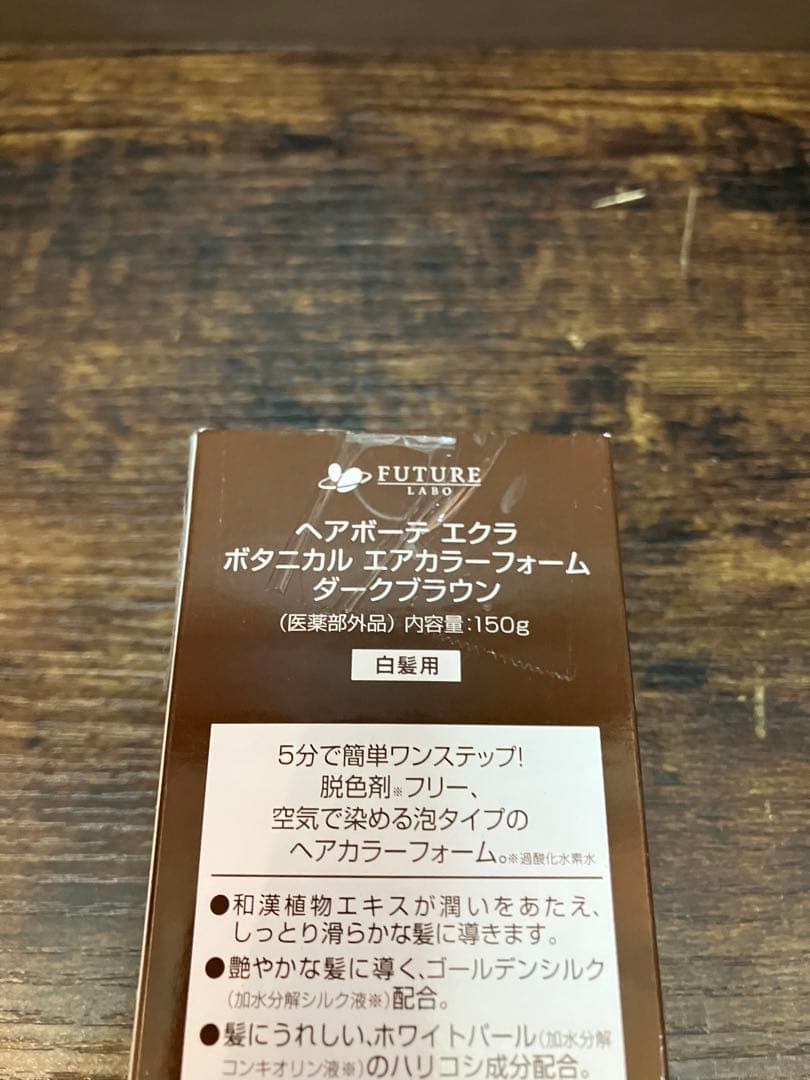 FUTURE
LABO
ヘアボーテ エクラ
ボタニカル エアカラーフォーム
ダークブラウン
(医薬部外品) 内容量:150g
白髪用
5分で簡単ワンステップ!
脱色剤※フリー、
空気で染める泡タイプの
ヘアカラーフォーム。※過酸化水素水
●和漢植物エキスが潤いをあたえ、
しっとり滑らかな髪に導きます。
●艶やかな髪に導く、ゴールデンシルク
(加水分解シルク液※)配合。
●髪にうれしい、ホワイトパール(加水分解
コンキオリン液※)のハリコシ成分配合。